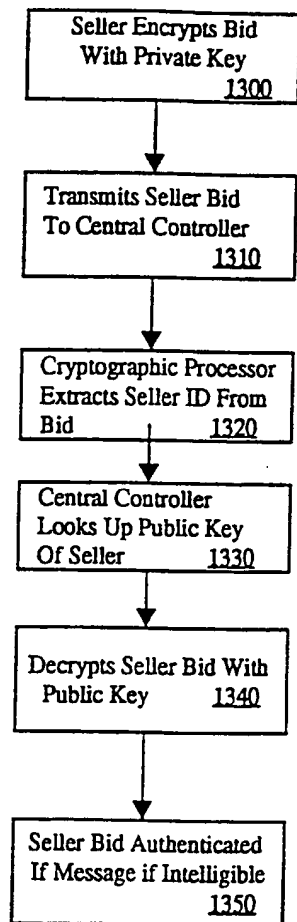 Seller Encrypts Bid
With Private Key
1300
Transmits Seller Bid
To Central Controller
1310
Cryptographic Processor
Extracts Seller ID From
Bid 1320
Central Controller
Looks Up Public Key
Of Seller 1330
Decrypts Seller Bid With
Public Key 1340
Seller Bid Authenticated
If Message if Intelligible
1350